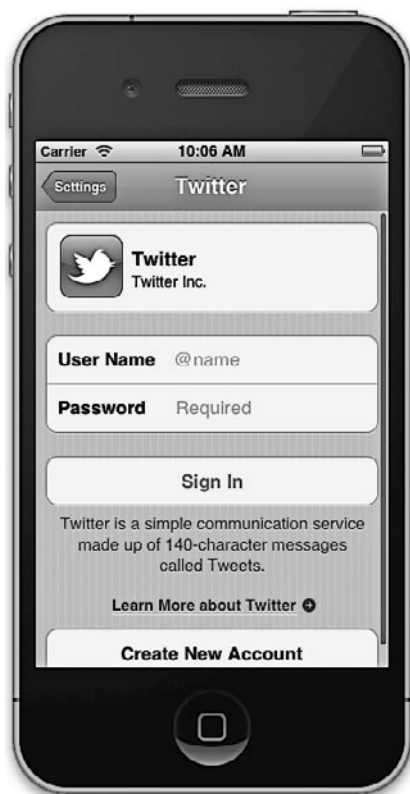 Carrier 10:06 AM
Settings Twitter
Twitter
Twitter Inc.
User Name @name
Password Required
Sign In
Twitter is a simple communication service
made up of 140-character messages
called Tweets.
Learn More about Twitter
Create New Account